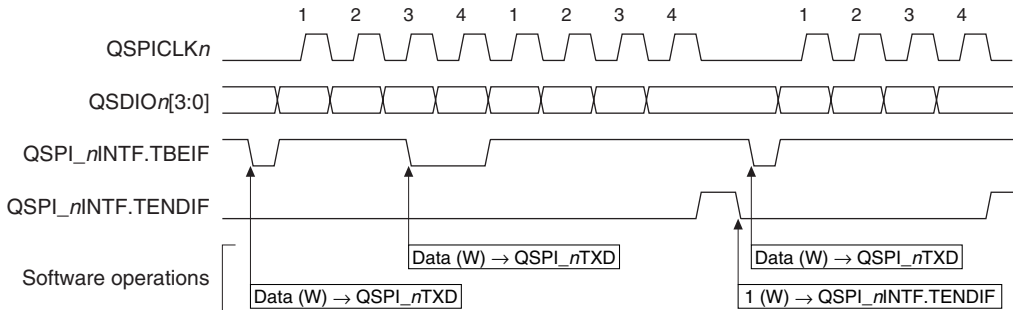 1 2 3 4 1 2 3 4 1 2 3 4
QSPICLKn
QSDIOn[3:0]
QSPI_nINTF.TBEIF
QSPI_nINTF.TENDIF
Software operations
Data (W) → QSPI_nTXD
Data (W) → QSPI_nTXD
Data (W) → QSPI_nTXD
1 (W) → QSPI_nINTF.TENDIF